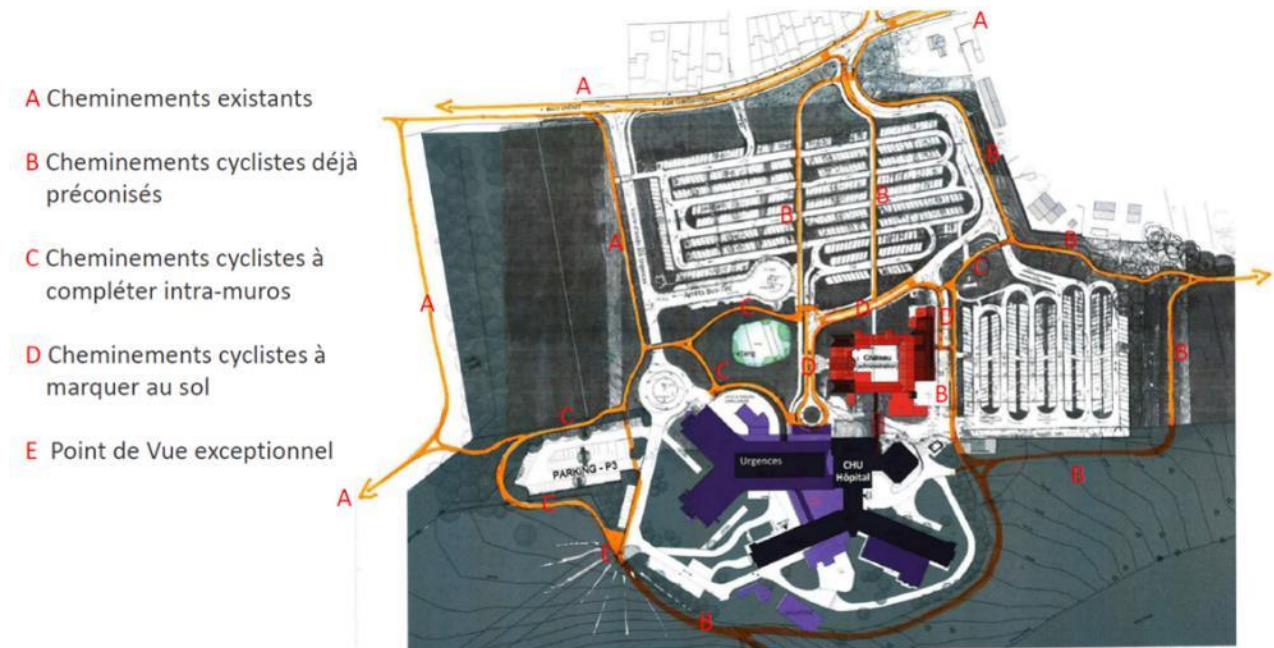 A Cheminements existants
B Cheminements cyclistes déjà
préconisés
C Cheminements cyclistes à
compléter intra-muros
D Cheminements cyclistes à
marquer au sol
E Point de Vue exceptionnel
A
A
B
B
B
B
A
C
C
D
D
A
Château
C
D
B
B
C
PARKING - P3
Urgences
CHU
Hôpital
B
A
E
E
B